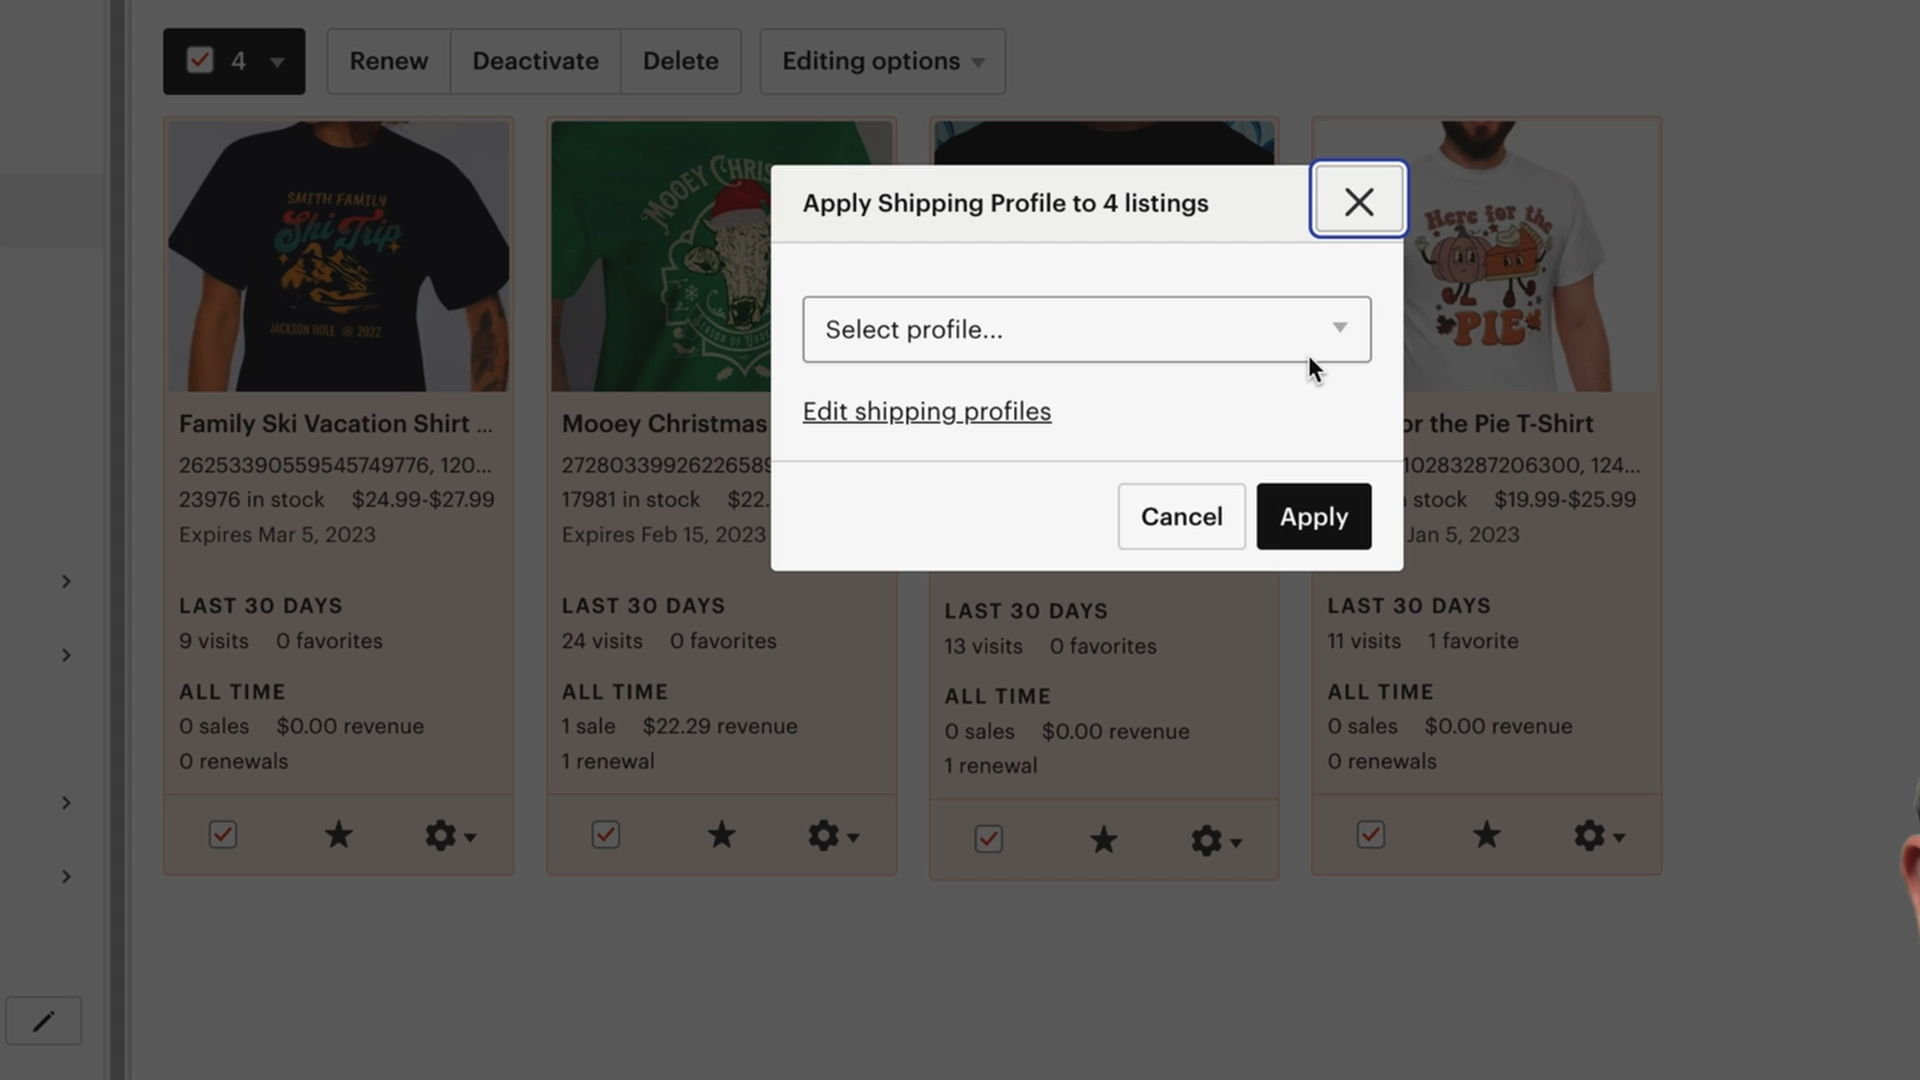 4
Renew
Deactivate
Delete
Editing options
Apply Shipping Profile to 4 listings
Select profile...
Edit shipping profiles
Cancel
Apply
SMITH FAMILY
Ski Trip
JACKSON HOLE 2022
Family Ski Vacation Shirt ...
26253390559545749776, 120...
23976 in stock $24.99-$27.99
Expires Mar 5, 2023
LAST 30 DAYS
9 visits 0 favorites
ALL TIME
0 sales $0.00 revenue
0 renewals
MOOEY
SEASON OF
Mooey Christmas
17981 in stock $22.
Expires Feb 15, 2023
LAST 30 DAYS
24 visits 0 favorites
ALL TIME
1 sale $22.29 revenue
1 renewal
LAST 30 DAYS
13 visits 0 favorites
ALL TIME
0 sales $0.00 revenue
1 renewal
Here for the
PIE
or the Pie T-Shirt
10283287206300, 124...
stock $19.99-$25.99
Jan 5, 2023
LAST 30 DAYS
11 visits 1 favorite
ALL TIME
0 sales $0.00 revenue
0 renewals